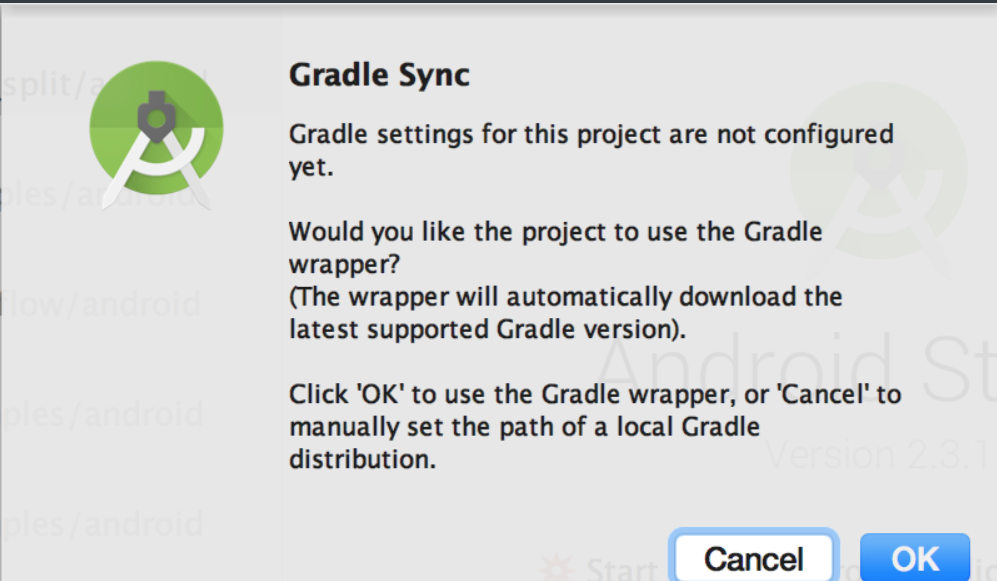 Gradle Sync
Gradle settings for this project are not configured
yet.
Would you like the project to use the Gradle
wrapper?
(The wrapper will automatically download the
latest supported Gradle version).
Click 'OK' to use the Gradle wrapper, or 'Cancel' to
manually set the path of a local Gradle
distribution.
Cancel
OK
split/a
ples/android
flow/android
ples/android
ples/android
Android St
Version 2.3.1
Start